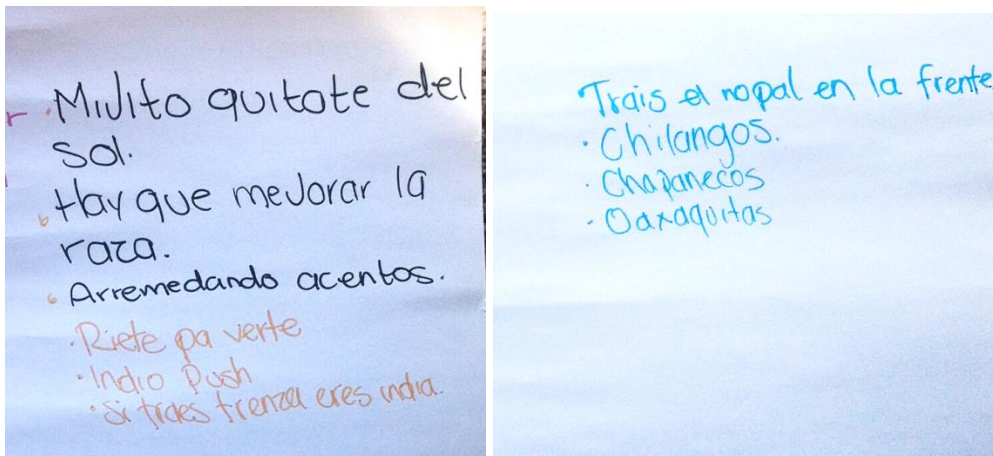 r · Mijito quitate del
sol.
· Hay que mejorar la
raza.
· Arremedando acentos.
· Riete pa verte
· Indio Push
· Si traes trenza eres india.
Trais el nopal en la frente
· Chilangos.
· Chapanecos
· Oaxaquitas